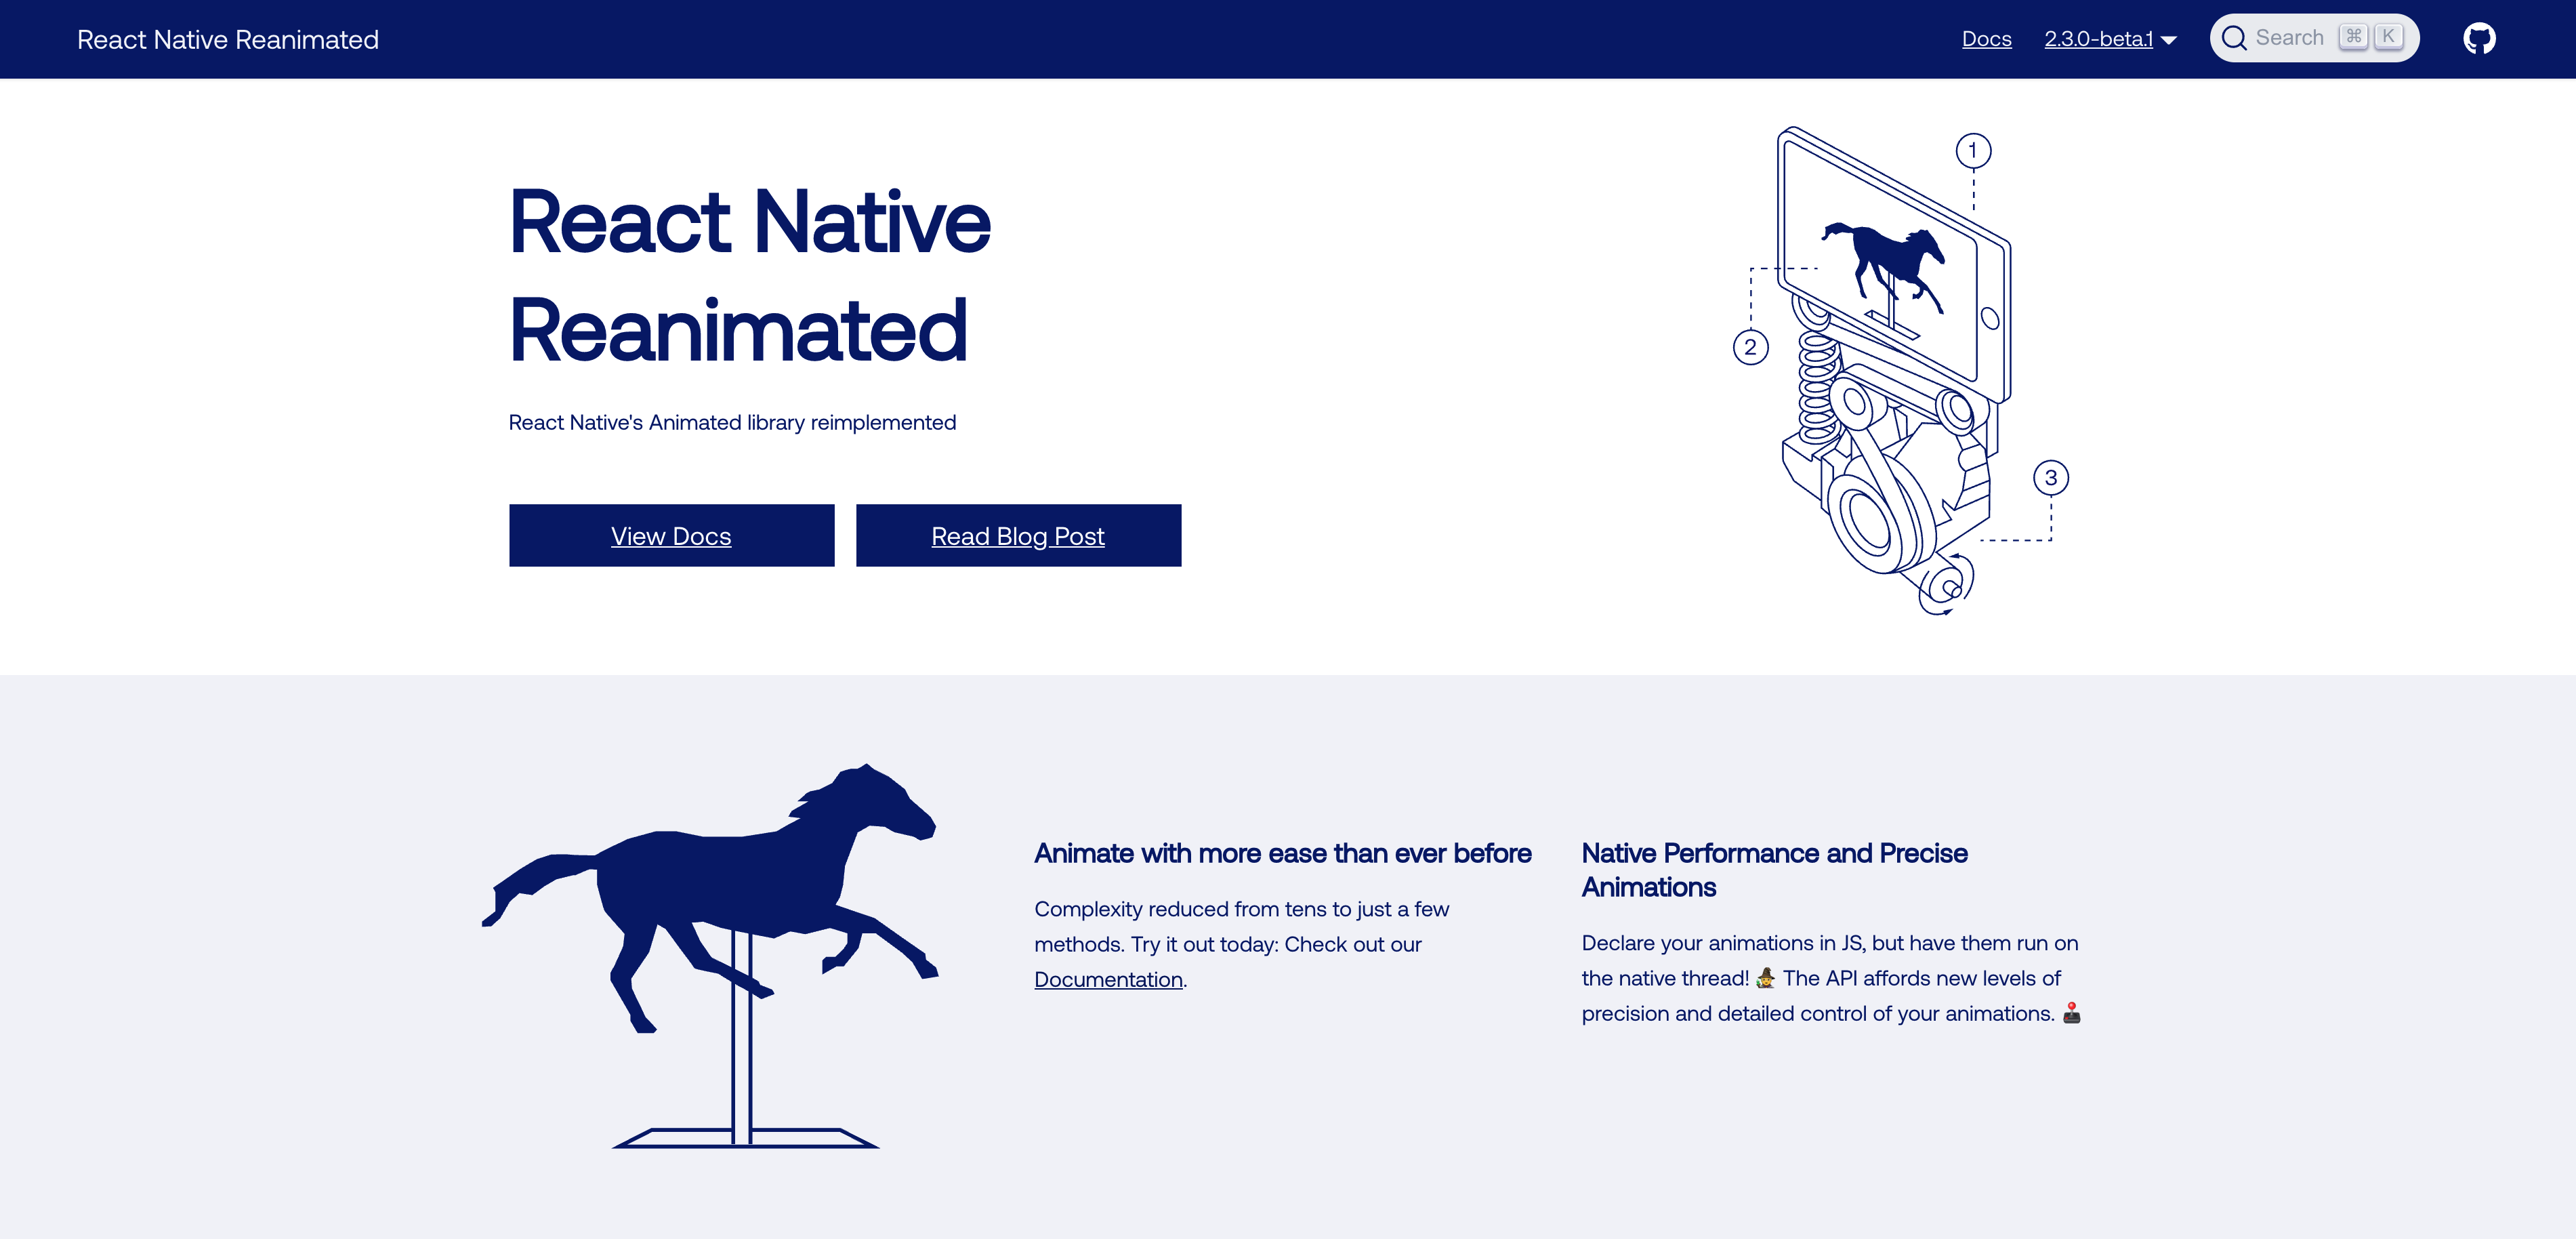 React Native Reanimated
Docs
2.3.0-beta.1
Search ⌘ K
React Native
Reanimated
React Native's Animated library reimplemented
View Docs
Read Blog Post
1
2
3
Animate with more ease than ever before
Complexity reduced from tens to just a few
methods. Try it out today: Check out our
Documentation.
Native Performance and Precise
Animations
Declare your animations in JS, but have them run on
the native thread! 🧙 The API affords new levels of
precision and detailed control of your animations. 🕹️